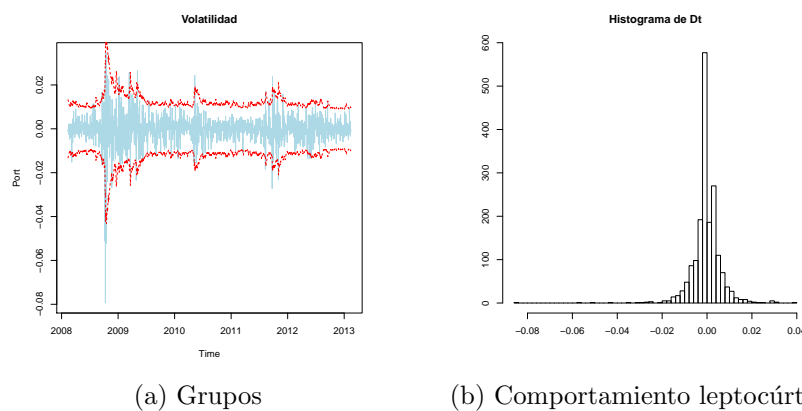 Volatilidad
Port
0.02
0.00
−0.02
−0.04
−0.06
−0.08
2008 2009 2010 2011 2012 2013
Time
(a) Grupos
Histograma de Dt
600
500
400
300
200
100
0
−0.08 −0.06 −0.04 −0.02 0.00 0.02 0.04
(b) Comportamiento leptocúrt